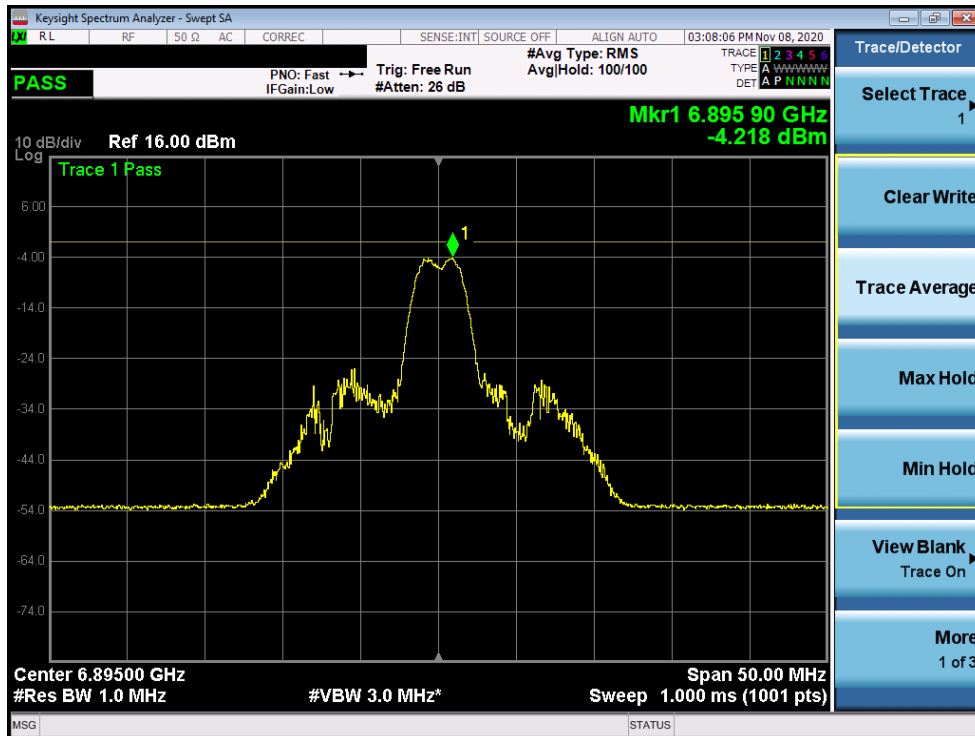 Keysight Spectrum Analyzer - Swept SA
LXI RL RF 50 Ω AC CORREC SENSE:INT SOURCE OFF ALIGN AUTO 03:08:06 PM Nov 08, 2020
PASS
PNO: Fast
IFGain:Low
Trig: Free Run
#Atten: 26 dB
#Avg Type: RMS
Avg|Hold: 100/100
TRACE 1 2 3 4 5 6
TYPE A WWWWW
DET A P N N N N
Mkr1 6.895 90 GHz
-4.218 dBm
10 dB/div Ref 16.00 dBm
Log
Trace 1 Pass
1
6.00
-4.00
-14.0
-24.0
-34.0
-44.0
-54.0
-64.0
-74.0
Center 6.89500 GHz Span 50.00 MHz
#Res BW 1.0 MHz #VBW 3.0 MHz* Sweep 1.000 ms (1001 pts)
MSG STATUS
Trace/Detector
Select Trace
1
Clear Write
Trace Average
Max Hold
Min Hold
View Blank
Trace On
More
1 of 3